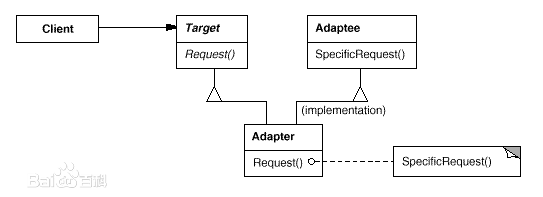 Client
Target
Request()
Adaptee
SpecificRequest()
(implementation)
Adapter
Request()
SpecificRequest()
Bai百科